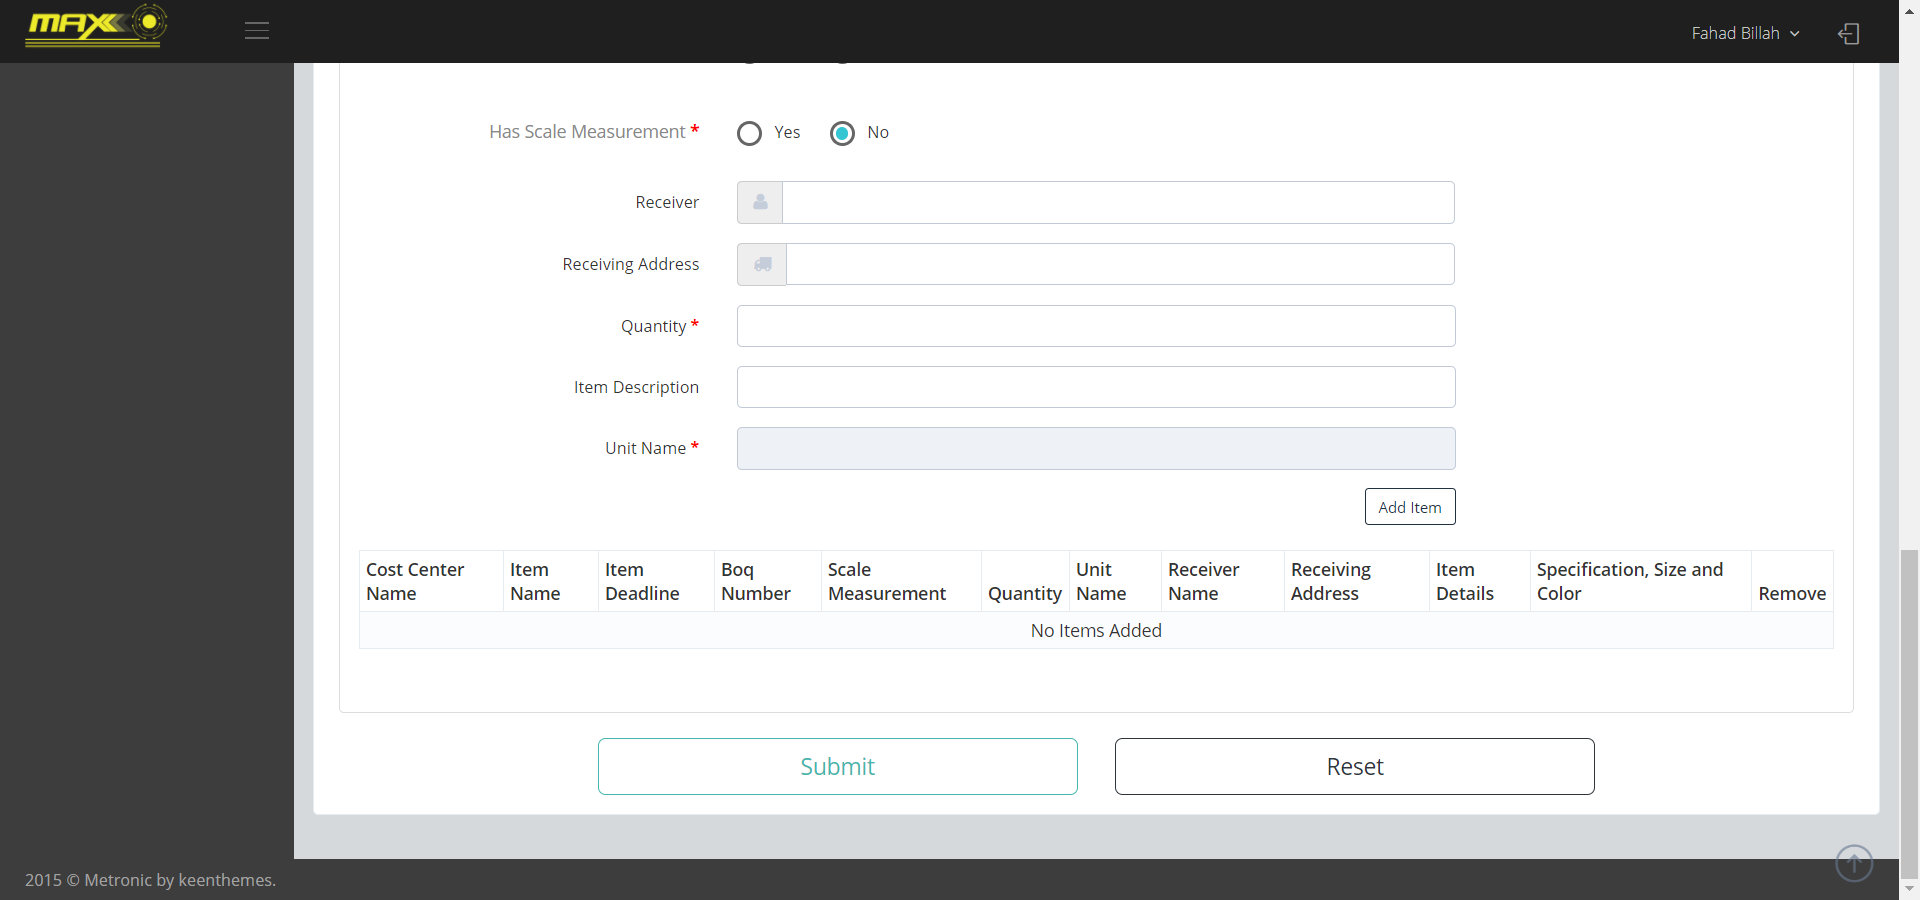 MAX
Fahad Billah
Has Scale Measurement *
Yes
No
Receiver
Receiving Address
Quantity *
Item Description
Unit Name *
Add Item
Cost Center Name
Item Name
Item Deadline
Boq Number
Scale Measurement
Quantity
Unit Name
Receiver Name
Receiving Address
Item Details
Specification, Size and Color
Remove
No Items Added
Submit
Reset
2015 © Metronic by keenthemes.